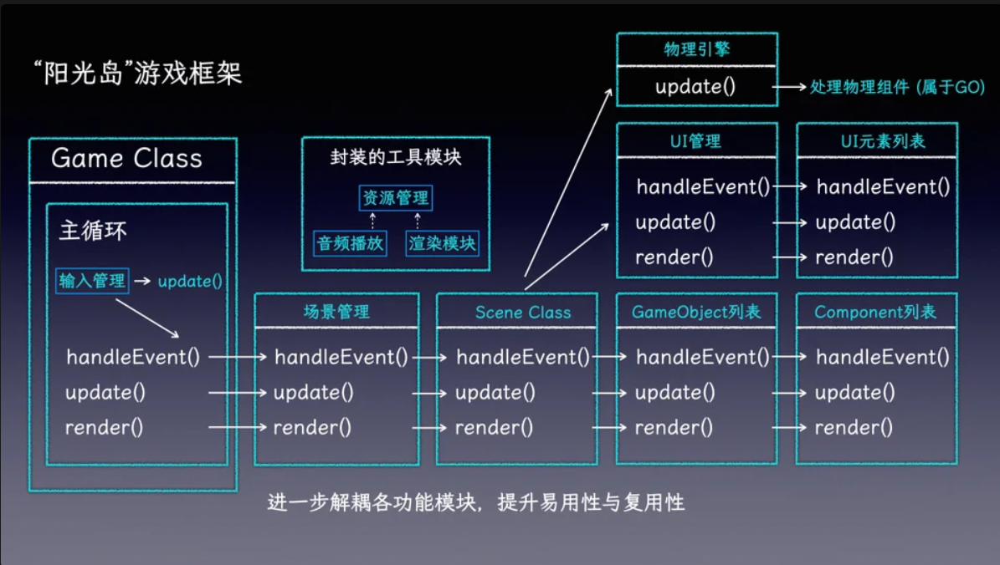 “阳光岛”游戏框架
Game Class
主循环
输入管理
update()
handleEvent()
update()
render()
封装的工具模块
资源管理
音频播放
渲染模块
场景管理
handleEvent()
update()
render()
Scene Class
handleEvent()
update()
render()
物理引擎
update()
处理物理组件 (属于GO)
UI管理
handleEvent()
update()
render()
UI元素列表
handleEvent()
update()
render()
GameObject列表
handleEvent()
update()
render()
Component列表
handleEvent()
update()
render()
进一步解耦各功能模块，提升易用性与复用性